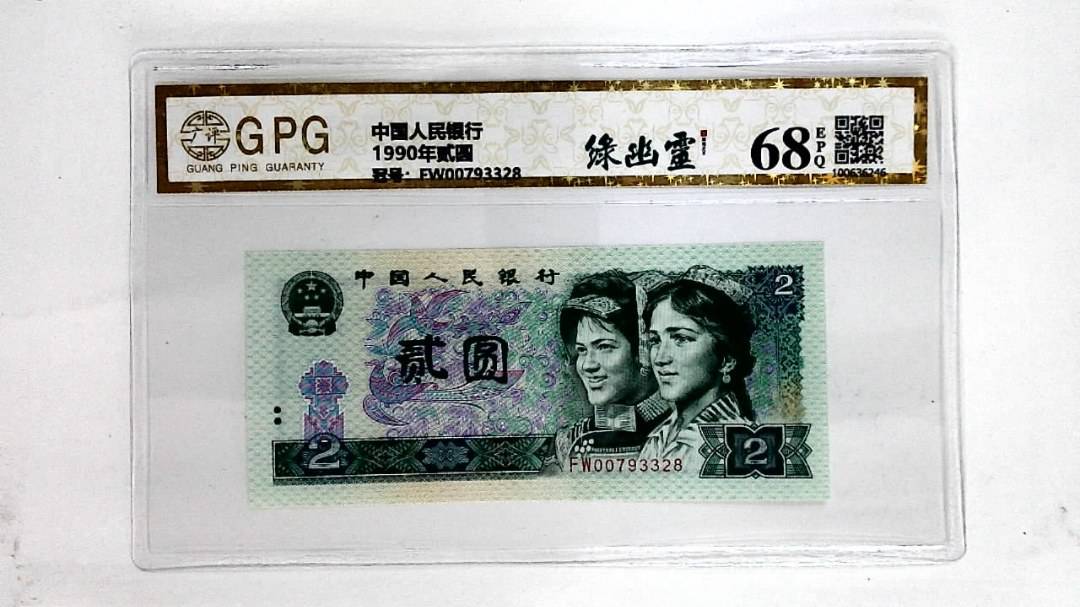 广评
GPG
GUANG PING GUARANTY
中国人民银行
1990年贰圆
冠号: FW00793328
绿幽灵
68
EPQ
100636246
中国人民银行
2
贰圆
2
FW00793328
2